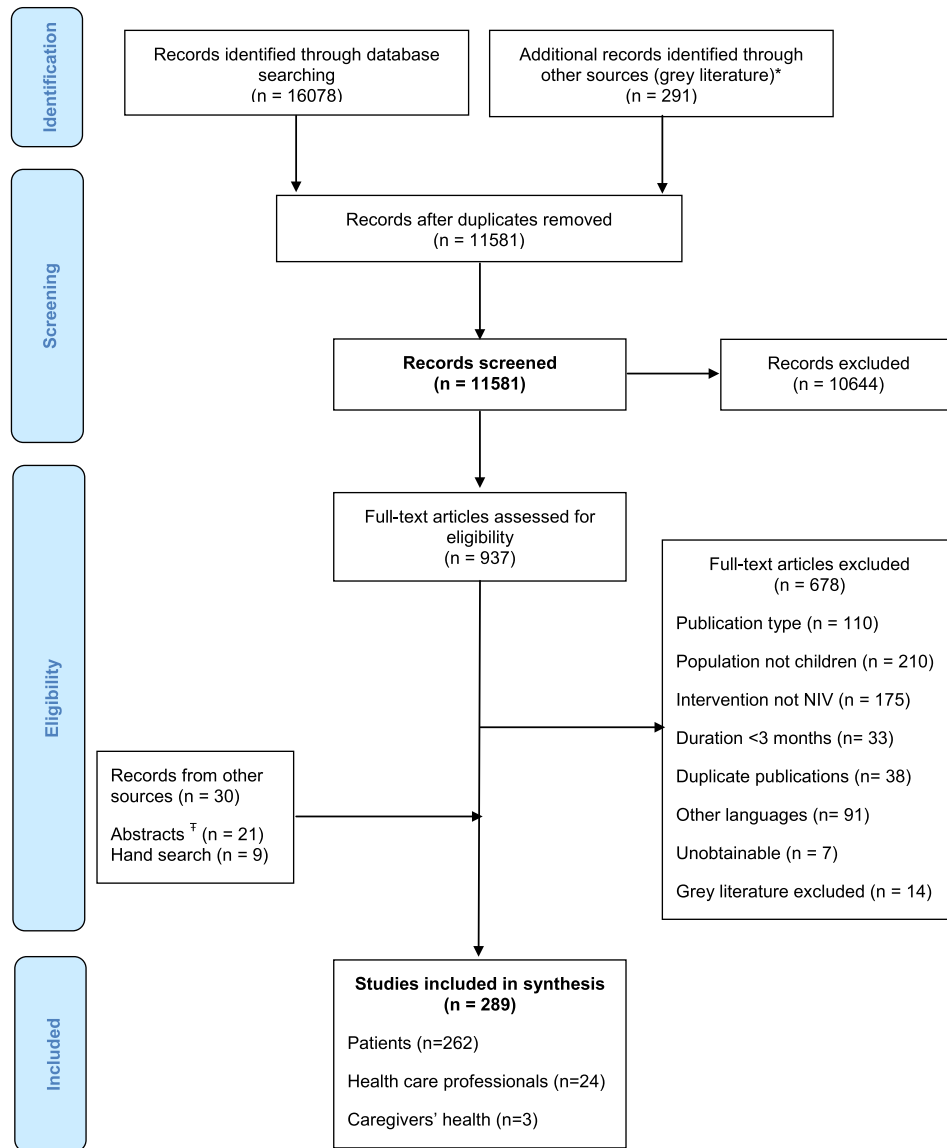 Identification
Records identified through database
searching
(n = 16078)
Additional records identified through
other sources (grey literature)*
(n = 291)
Screening
Records after duplicates removed
(n = 11581)
Records screened
(n = 11581)
Records excluded
(n = 10644)
Eligibility
Full-text articles assessed for
eligibility
(n = 937)
Full-text articles excluded
(n = 678)
Publication type (n = 110)
Population not children (n = 210)
Intervention not NIV (n = 175)
Duration <3 months (n= 33)
Duplicate publications (n= 38)
Other languages (n= 91)
Unobtainable (n = 7)
Grey literature excluded (n = 14)
Records from other
sources (n = 30)
Abstracts Ŧ (n = 21)
Hand search (n = 9)
Included
Studies included in synthesis
(n = 289)
Patients (n=262)
Health care professionals (n=24)
Caregivers’ health (n=3)